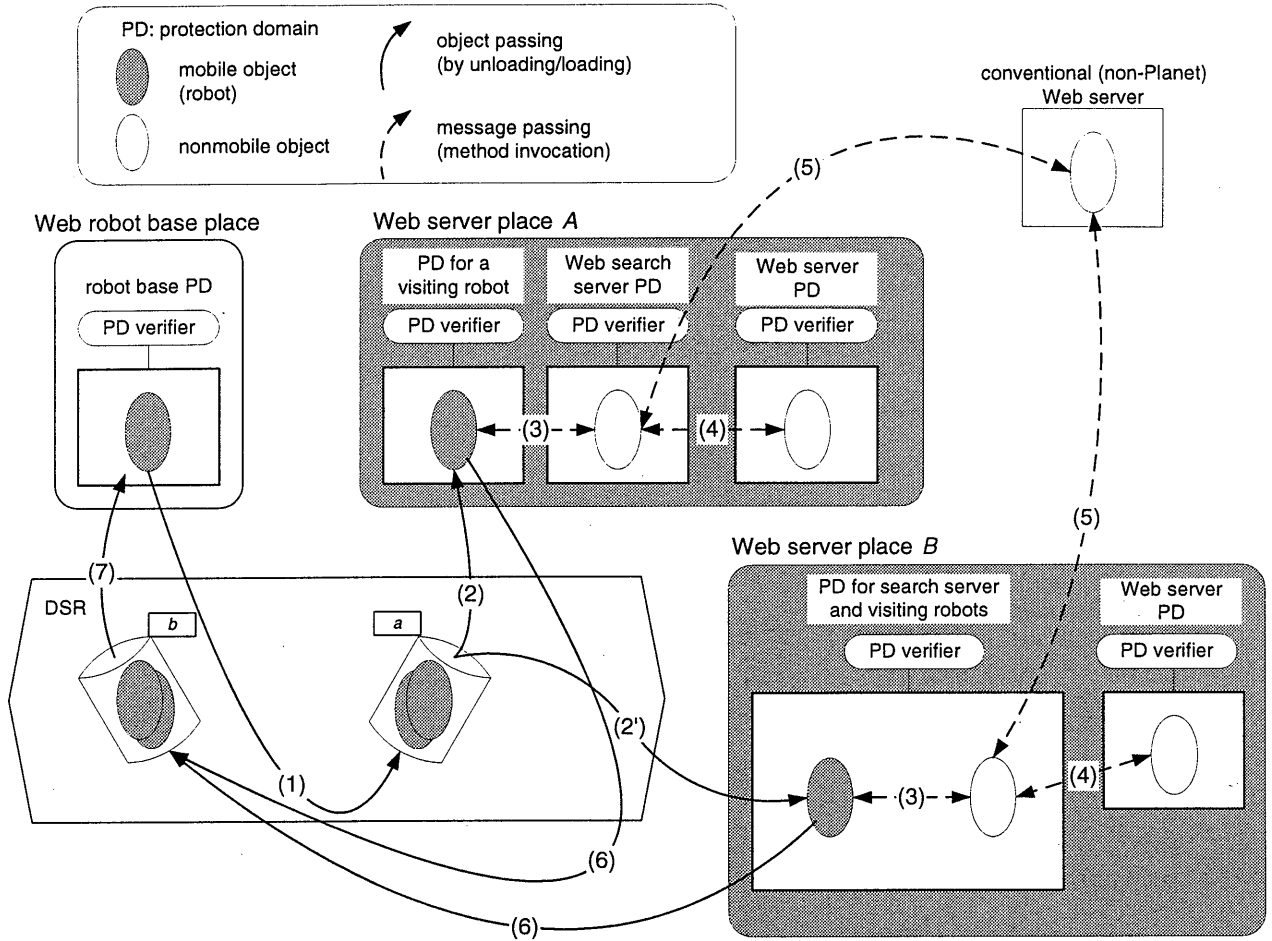 PD: protection domain
mobile object
(robot)
nonmobile object
object passing
(by unloading/loading)
message passing
(method invocation)
conventional (non-Planet)
Web server
(5)
Web robot base place
robot base PD
PD verifier
Web server place A
PD for a
visiting robot
PD verifier
Web search
server PD
PD verifier
Web server
PD
PD verifier
(3)
(4)
(5)
Web server place B
PD for search server
and visiting robots
PD verifier
Web server
PD
PD verifier
(7)
(2)
DSR
b
a
(2')
(1)
(3)
(4)
(6)
(6)